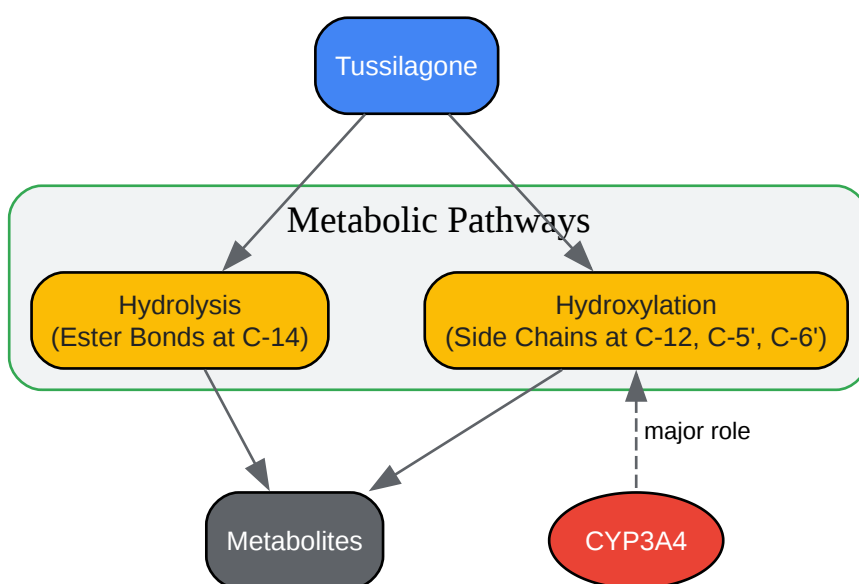 Tussilagone
Metabolic Pathways
Hydrolysis
(Ester Bonds at C-14)
Hydroxylation
(Side Chains at C-12, C-5', C-6')
major role
Metabolites
CYP3A4